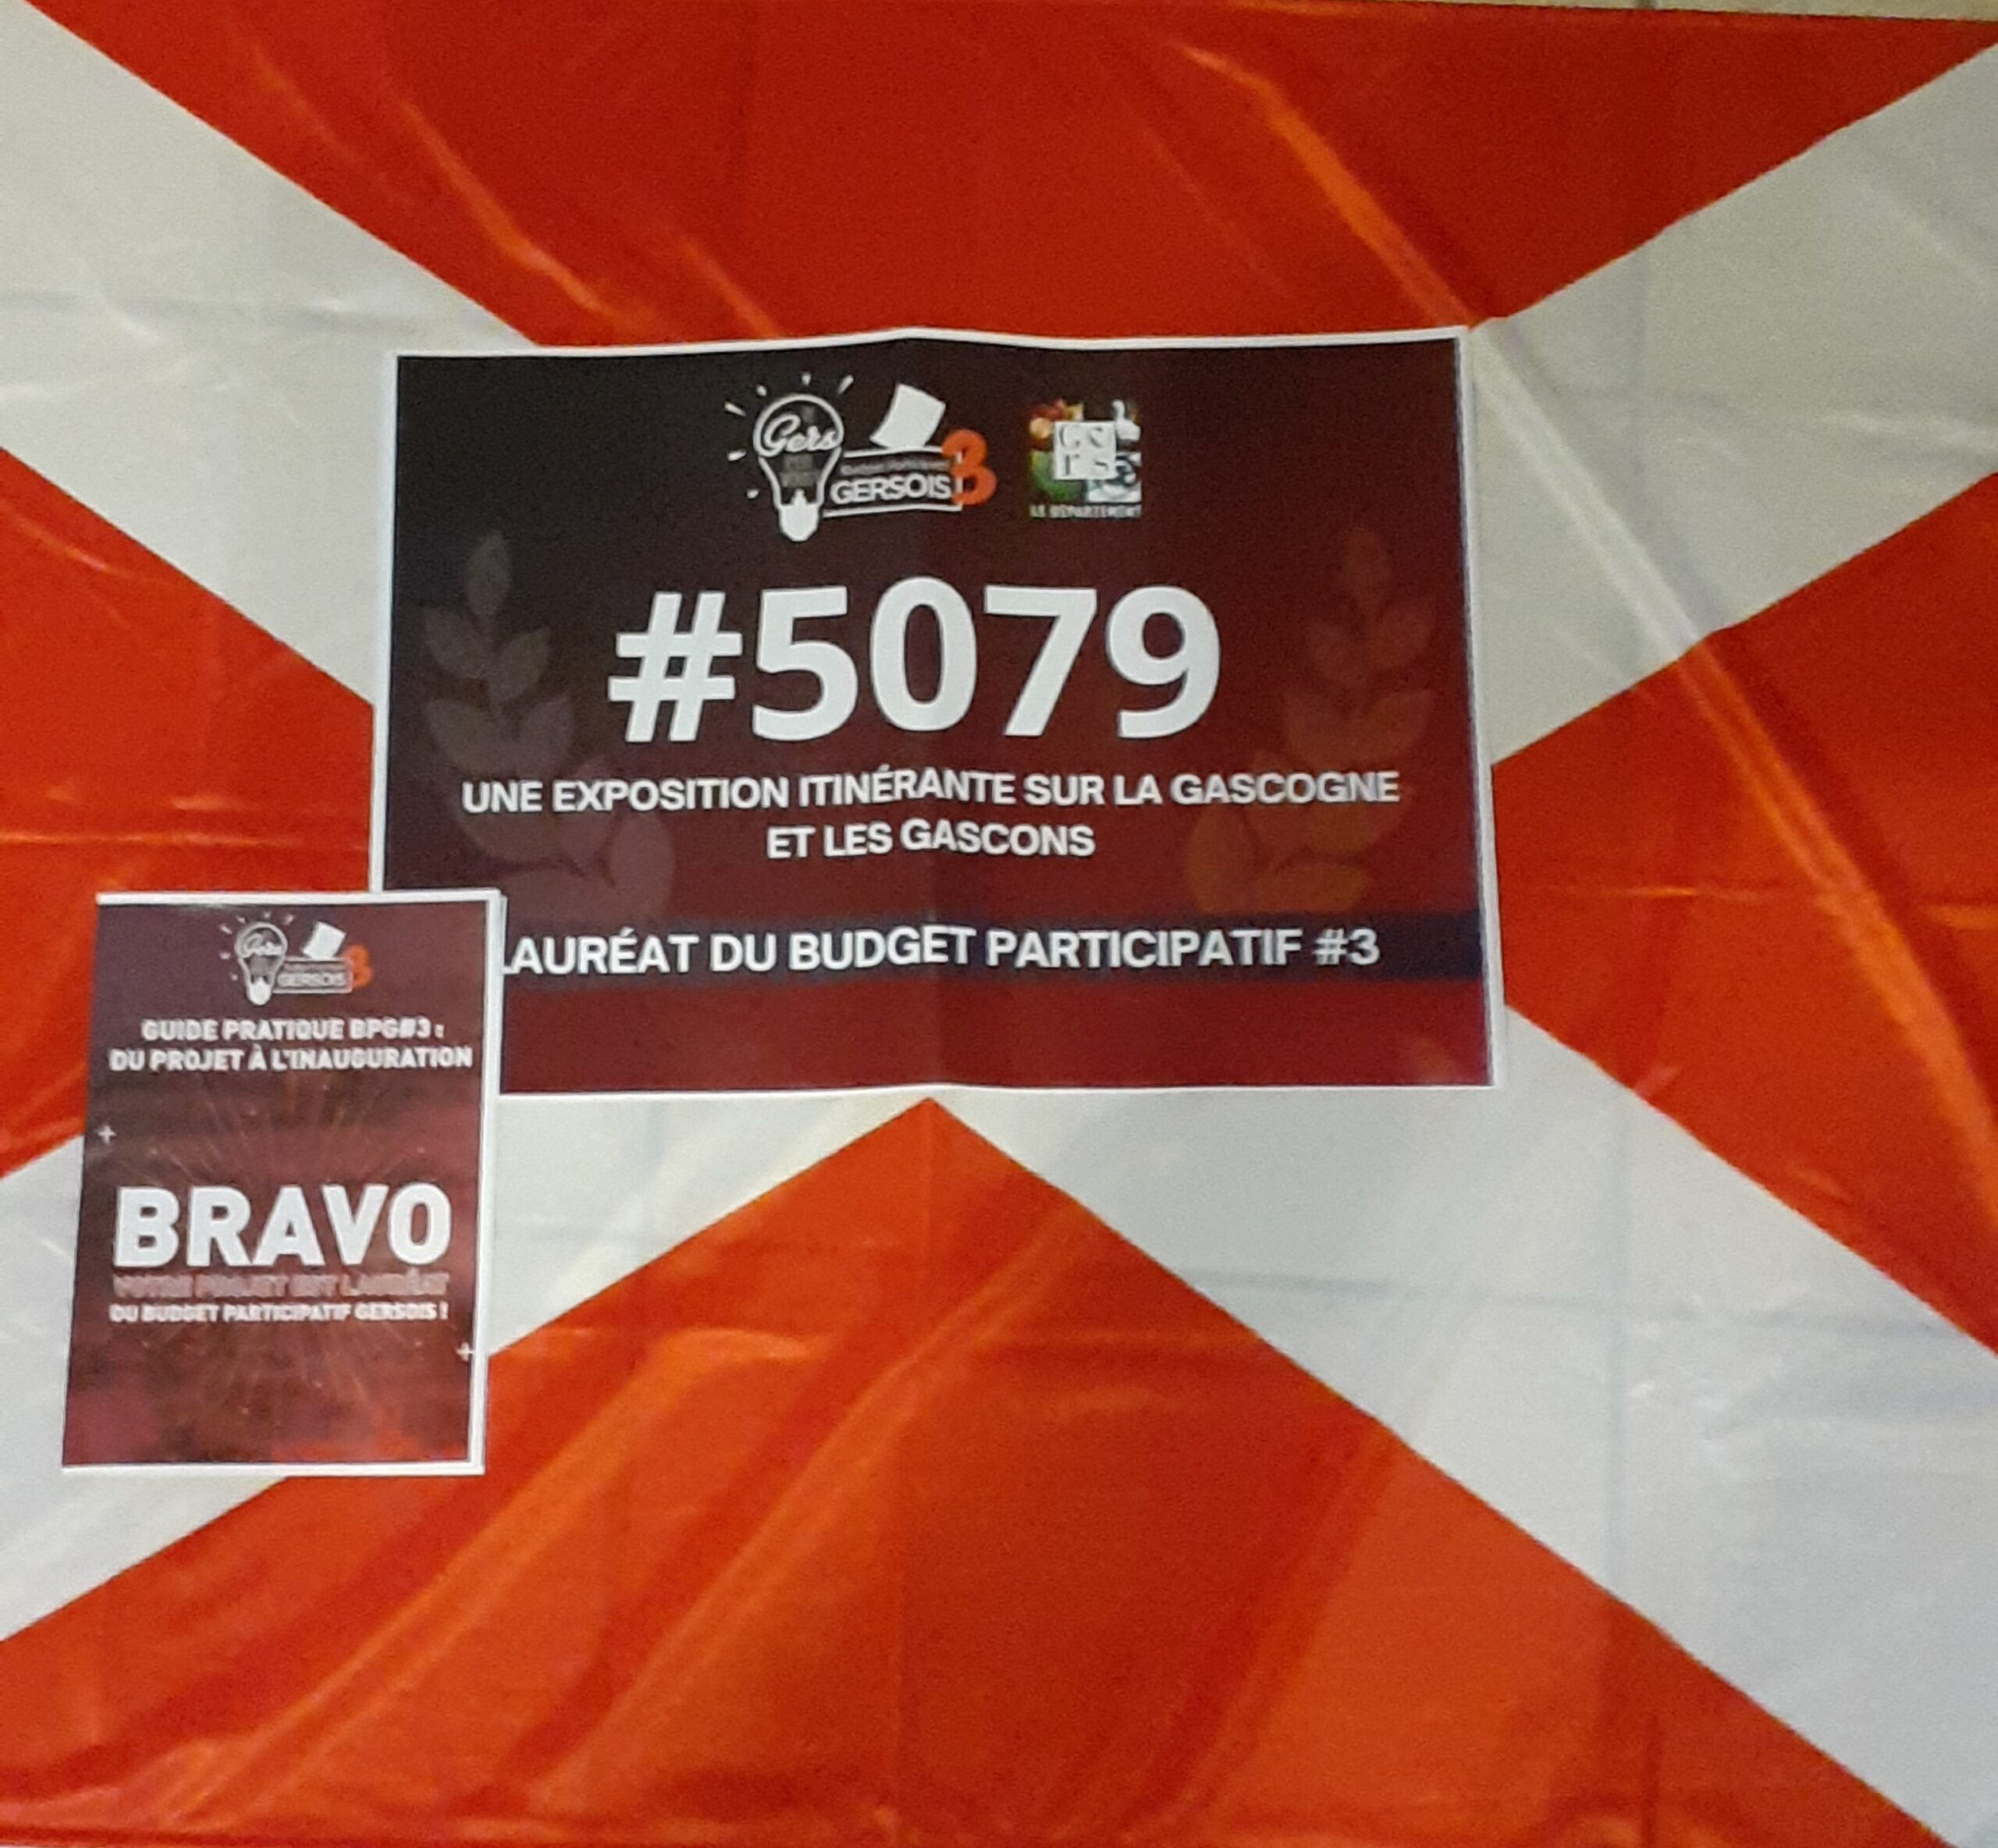 Gers
GERSOIS 3
GERS
LE DÉPARTEMENT
#5079
UNE EXPOSITION ITINÉRANTE SUR LA GASCOGNE
ET LES GASCONS
LAURÉAT DU BUDGET PARTICIPATIF #3
Gers
GERSOIS 3
GUIDE PRATIQUE BPG#3 :
DU PROJET À L'INAUGURATION
BRAVO
VOTRE PROJET EST LAURÉAT
DU BUDGET PARTICIPATIF GERSOIS !